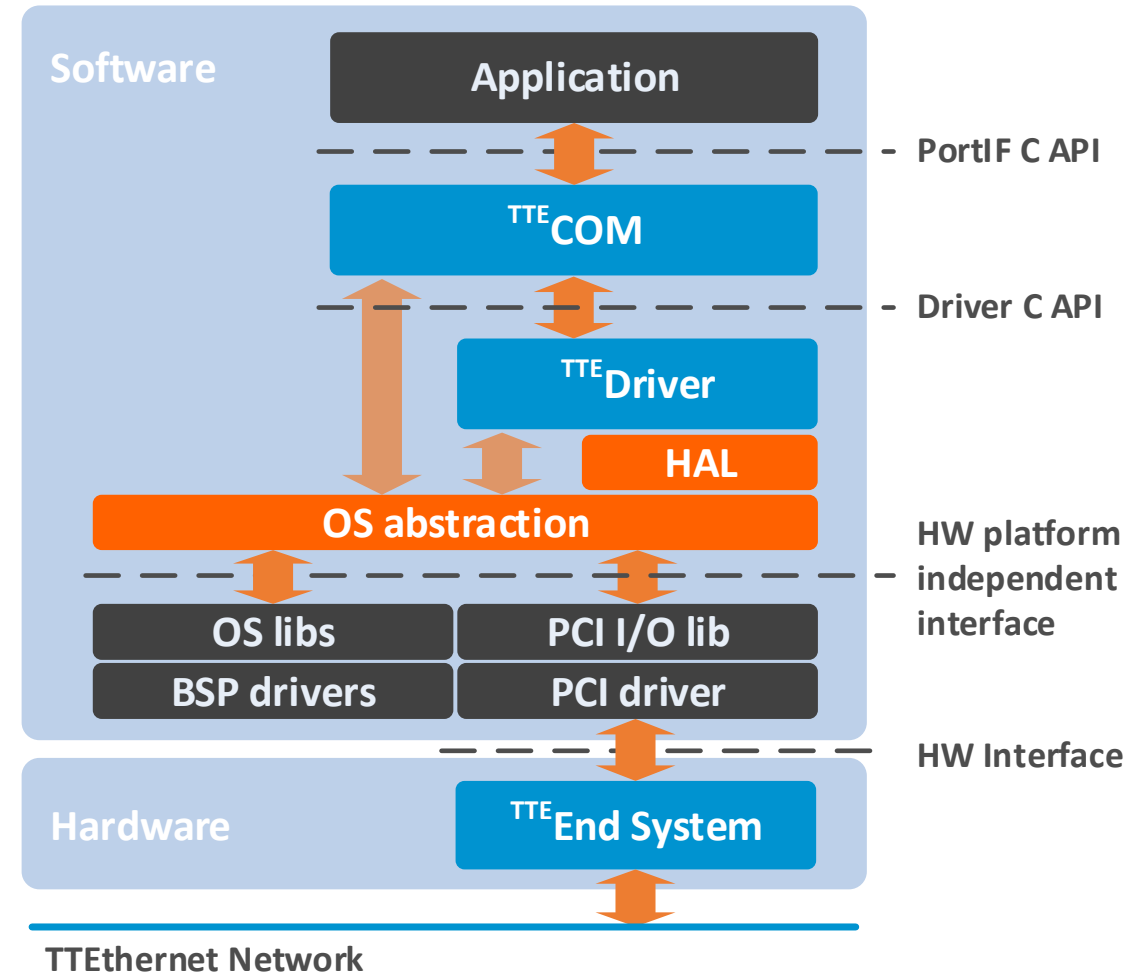 Software
Application
PortIF C API
TTECOM
Driver C API
TTEDriver
HAL
OS abstraction
HW platform
independent
interface
OS libs
PCI I/O lib
BSP drivers
PCI driver
HW Interface
Hardware
TTEEnd System
TTEthernet Network